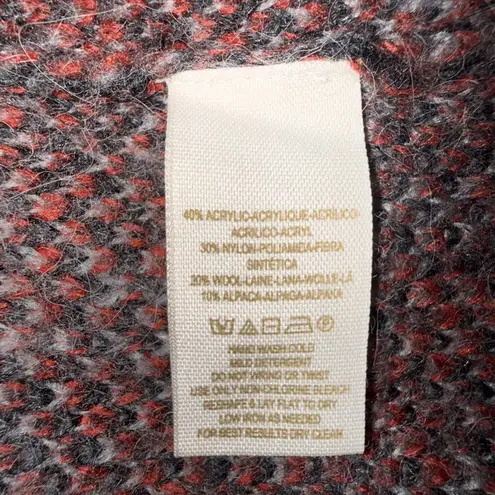 40% ACRYLIC-ACRYLIQUE-ACRILICO-
ACRILICO-ACRYL
30% NYLON-POLIAMIDA-FIBRA
SINTÉTICA
20% WOOL-LAINE-LANA-WOLLE-LÃ
10% ALPACA-ALPAGA-ALPAKA
HAND WASH COLD
MILD DETERGENT
DO NOT WRING OR TWIST
USE ONLY NON-CHLORINE BLEACH
RESHAPE & LAY FLAT TO DRY
LOW IRON AS NEEDED
FOR BEST RESULTS DRY CLEAN